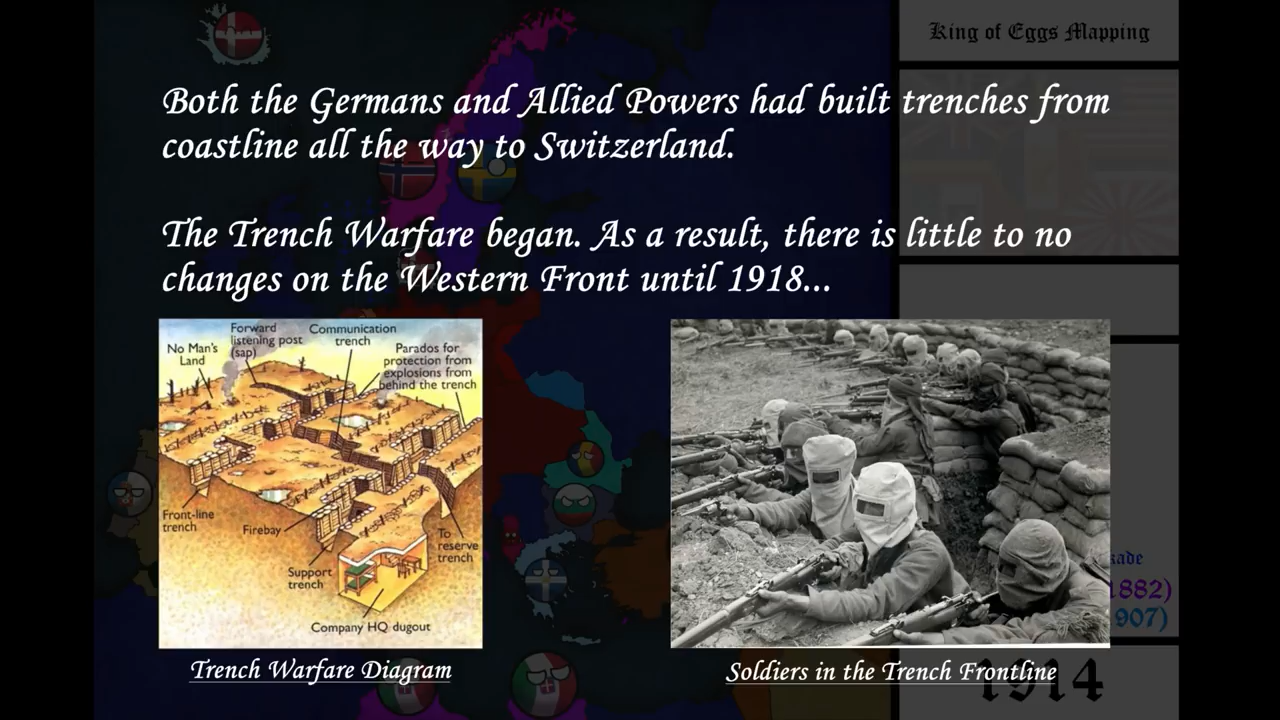 King of Eggs Mapping
Both the Germans and Allied Powers had built trenches from
coastline all the way to Switzerland.
The Trench Warfare began. As a result, there is little to no
changes on the Western Front until 1918...
Forward
listening post
(sap)
Communication
trench
No Man's
Land
Parados for
protection from
explosions from
behind the trench
Front-line
trench
Firebay
To
reserve
trench
Support
trench
Company HQ dugout
1882)
907)
Trench Warfare Diagram
Soldiers in the Trench Frontline
1914